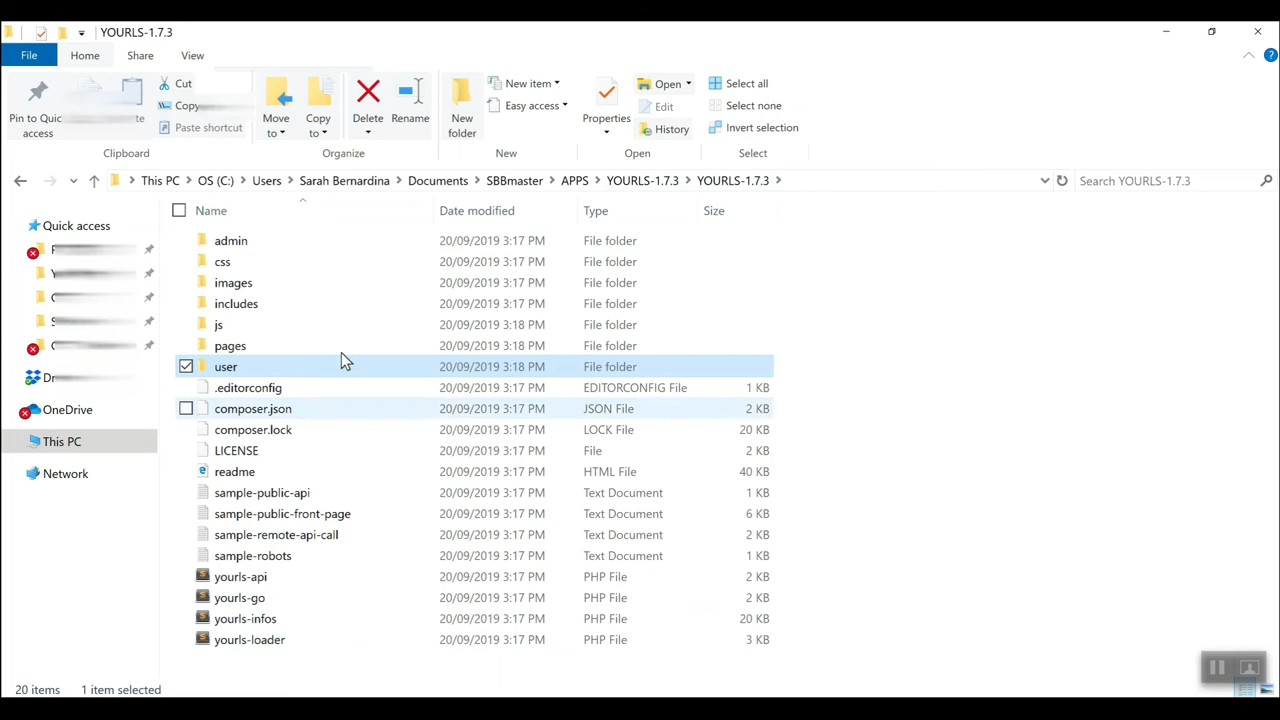 YOURLS-1.7.3
File Home Share View
Pin to Quic
access
Cut
Copy
Paste shortcut
Clipboard
Move
to
Copy
to
Delete
Rename
Organize
New
folder
New item
Easy access
New
Properties
Open
Edit
History
Open
Select all
Select none
Invert selection
Select
This PC > OS (C:) > Users > Sarah Bernardina > Documents > SBBmaster > APPS > YOURLS-1.7.3 > YOURLS-1.7.3 >
Search YOURLS-1.7.3
Quick access
OneDrive
This PC
Network
Name Date modified Type Size
admin 20/09/2019 3:17 PM File folder
css 20/09/2019 3:17 PM File folder
images 20/09/2019 3:17 PM File folder
includes 20/09/2019 3:17 PM File folder
js 20/09/2019 3:18 PM File folder
pages 20/09/2019 3:18 PM File folder
user 20/09/2019 3:18 PM File folder
.editorconfig 20/09/2019 3:17 PM EDITORCONFIG File 1 KB
composer.json 20/09/2019 3:17 PM JSON File 2 KB
composer.lock 20/09/2019 3:17 PM LOCK File 20 KB
LICENSE 20/09/2019 3:17 PM File 2 KB
readme 20/09/2019 3:17 PM HTML File 40 KB
sample-public-api 20/09/2019 3:17 PM Text Document 1 KB
sample-public-front-page 20/09/2019 3:17 PM Text Document 6 KB
sample-remote-api-call 20/09/2019 3:17 PM Text Document 2 KB
sample-robots 20/09/2019 3:17 PM Text Document 1 KB
yourls-api 20/09/2019 3:17 PM PHP File 2 KB
yourls-go 20/09/2019 3:17 PM PHP File 2 KB
yourls-infos 20/09/2019 3:17 PM PHP File 20 KB
yourls-loader 20/09/2019 3:17 PM PHP File 3 KB
20 items 1 item selected